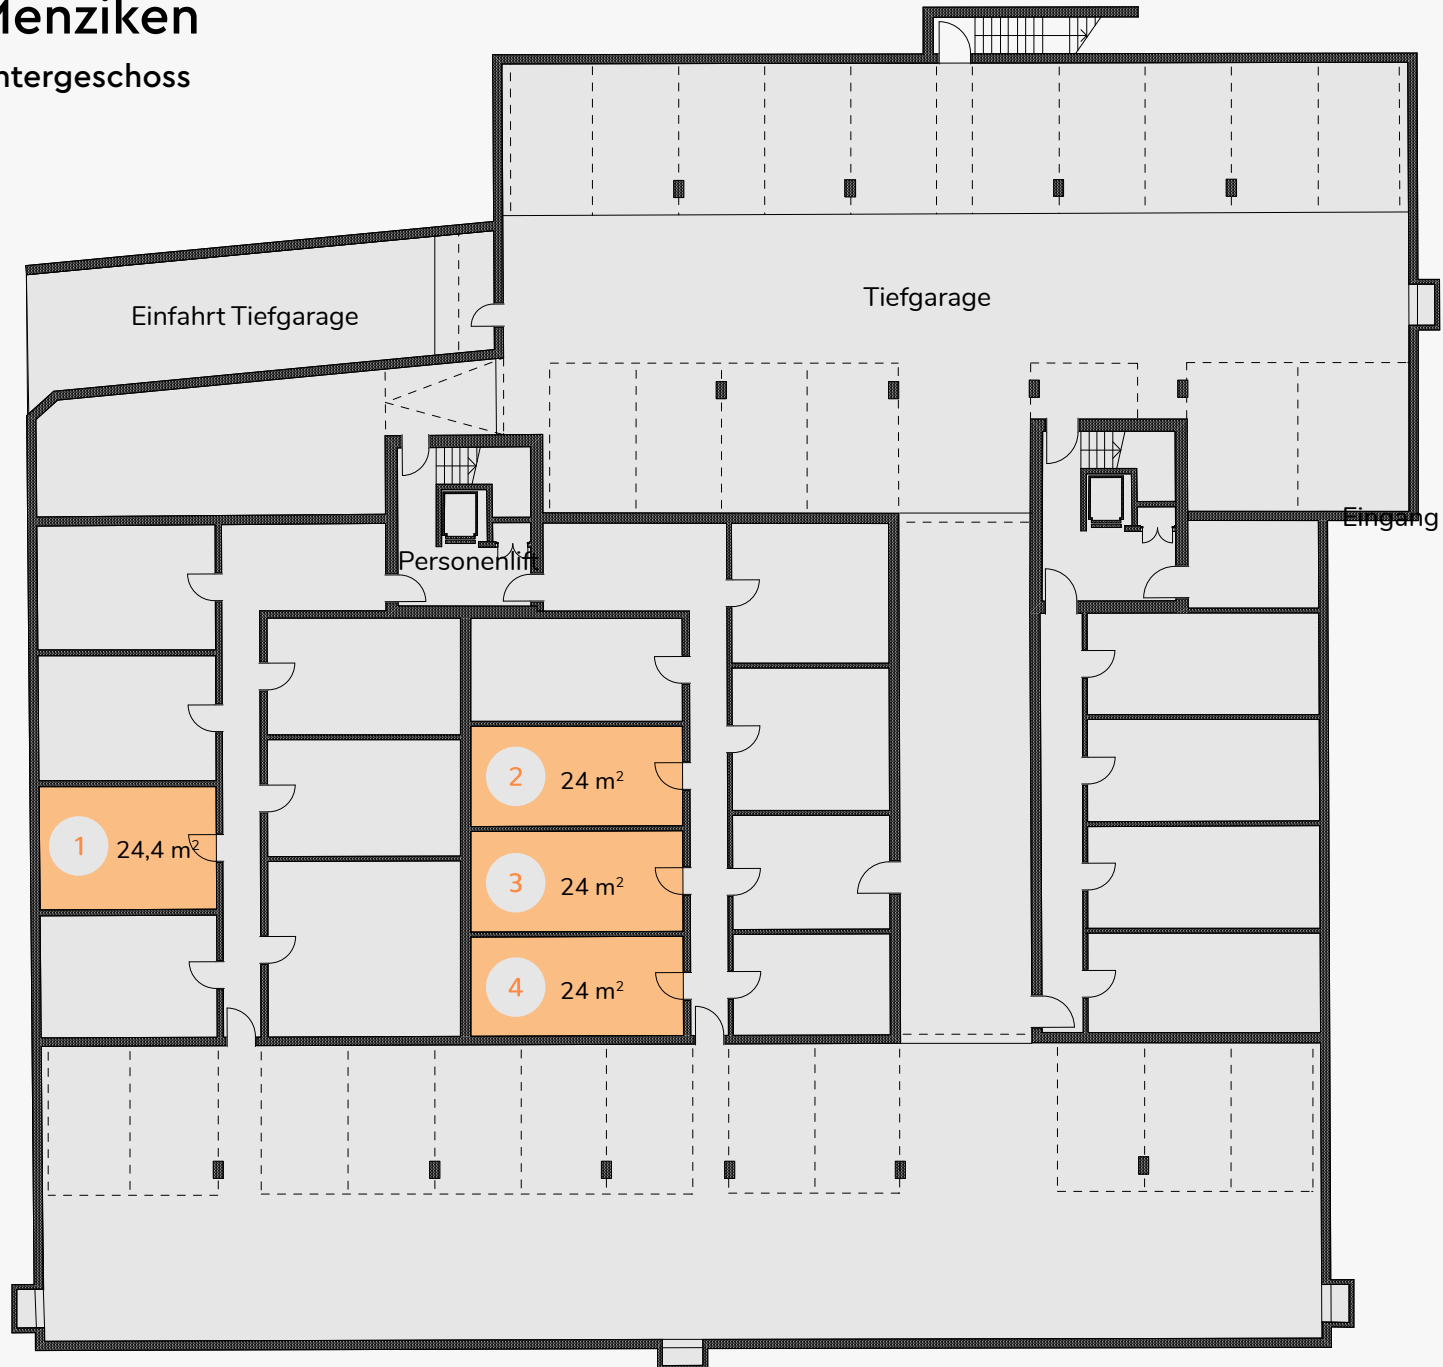 Menziken
ntergeschoss
Einfahrt Tiefgarage
Tiefgarage
Eingang
Personenlift
2 24 m²
1 24,4 m²
3 24 m²
4 24 m²